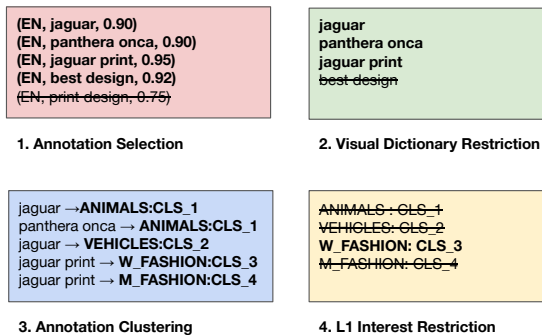 (EN, jaguar, 0.90)
(EN, panthera onca, 0.90)
(EN, jaguar print, 0.95)
(EN, best design, 0.92)
(EN, print design, 0.75)
1. Annotation Selection
jaguar
panthera onca
jaguar print
best design
2. Visual Dictionary Restriction
jaguar →ANIMALS:CLS_1
panthera onca → ANIMALS:CLS_1
jaguar → VEHICLES:CLS_2
jaguar print → W_FASHION:CLS_3
jaguar print → M_FASHION:CLS_4
3. Annotation Clustering
ANIMALS : CLS_1
VEHICLES: CLS_2
W_FASHION: CLS_3
M_FASHION: CLS_4
4. L1 Interest Restriction